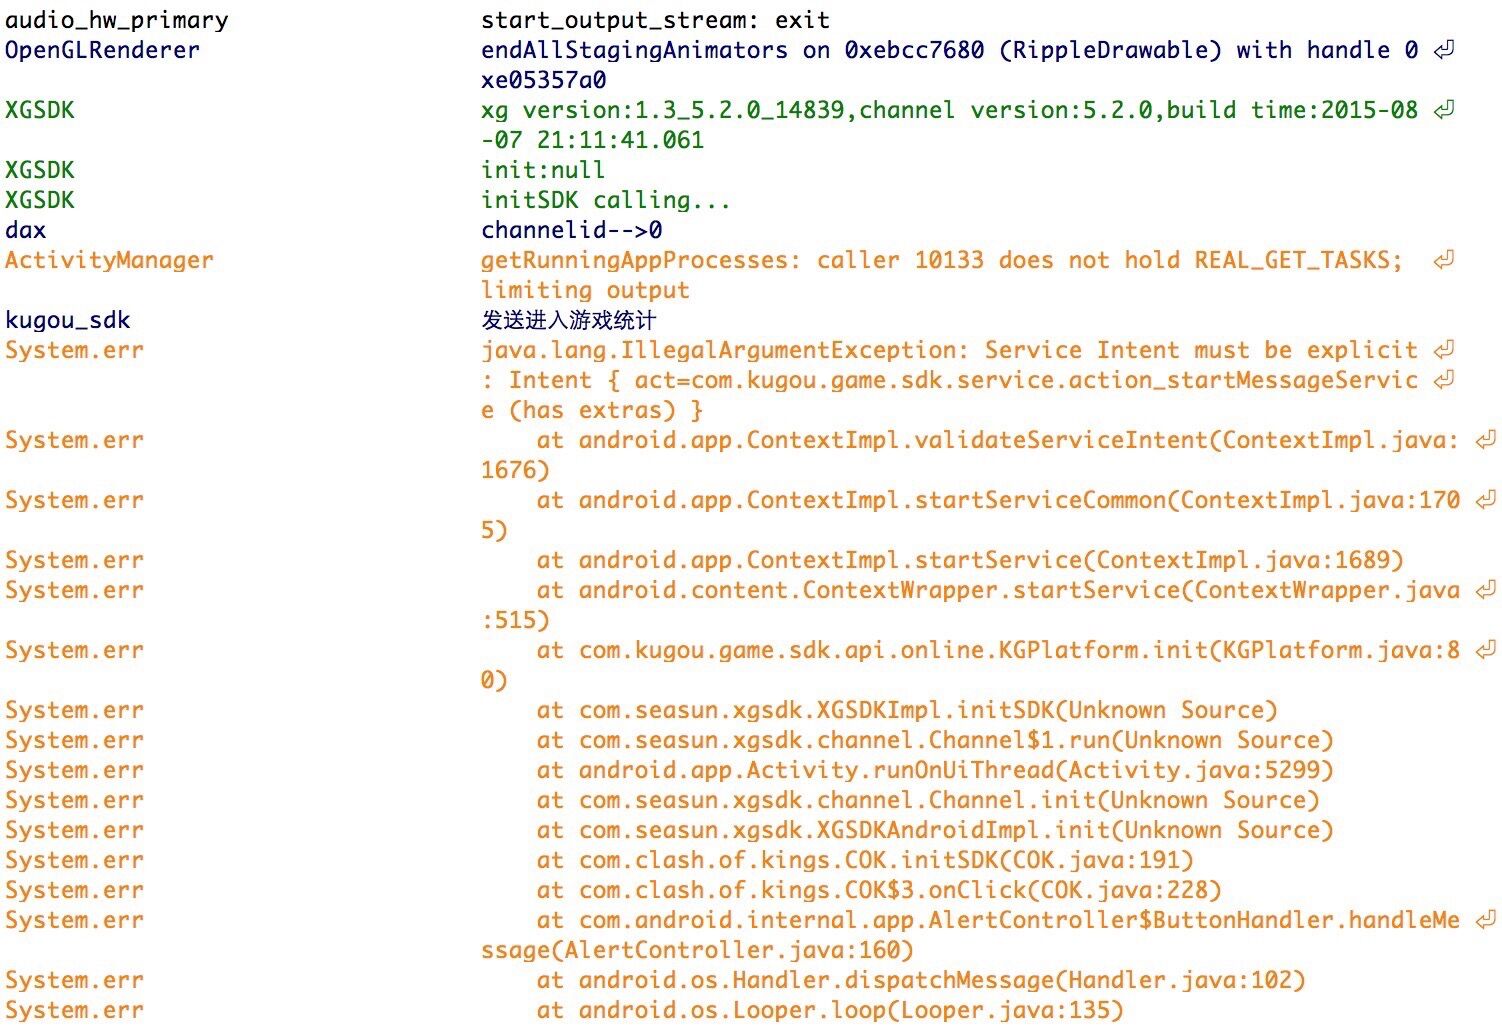 audio_hw_primary start_output_stream: exit
OpenGLRenderer endAllStagingAnimators on 0xebcc7680 (RippleDrawable) with handle 0
xe05357a0
XGSDK xg version:1.3_5.2.0_14839,channel version:5.2.0,build time:2015-08
-07 21:11:41.061
XGSDK init:null
XGSDK initSDK calling...
dax channelid-->0
ActivityManager getRunningAppProcesses: caller 10133 does not hold REAL_GET_TASKS;
limiting output
kugou_sdk 发送进入游戏统计
System.err java.lang.IllegalArgumentException: Service Intent must be explicit
: Intent { act=com.kugou.game.sdk.service.action_startMessageServic
e (has extras) }
System.err at android.app.ContextImpl.validateServiceIntent(ContextImpl.java:
1676)
System.err at android.app.ContextImpl.startServiceCommon(ContextImpl.java:170
5)
System.err at android.app.ContextImpl.startService(ContextImpl.java:1689)
System.err at android.content.ContextWrapper.startService(ContextWrapper.java
:515)
System.err at com.kugou.game.sdk.api.online.KGPlatform.init(KGPlatform.java:8
0)
System.err at com.seasun.xgsdk.XGSDKImpl.initSDK(Unknown Source)
System.err at com.seasun.xgsdk.channel.Channel$1.run(Unknown Source)
System.err at android.app.Activity.runOnUiThread(Activity.java:5299)
System.err at com.seasun.xgsdk.channel.Channel.init(Unknown Source)
System.err at com.seasun.xgsdk.XGSDKAndroidImpl.init(Unknown Source)
System.err at com.clash.of.kings.COK.initSDK(COK.java:191)
System.err at com.clash.of.kings.COK$3.onClick(COK.java:228)
System.err at com.android.internal.app.AlertController$ButtonHandler.handleMe
ssage(AlertController.java:160)
System.err at android.os.Handler.dispatchMessage(Handler.java:102)
System.err at android.os.Looper.loop(Looper.java:135)